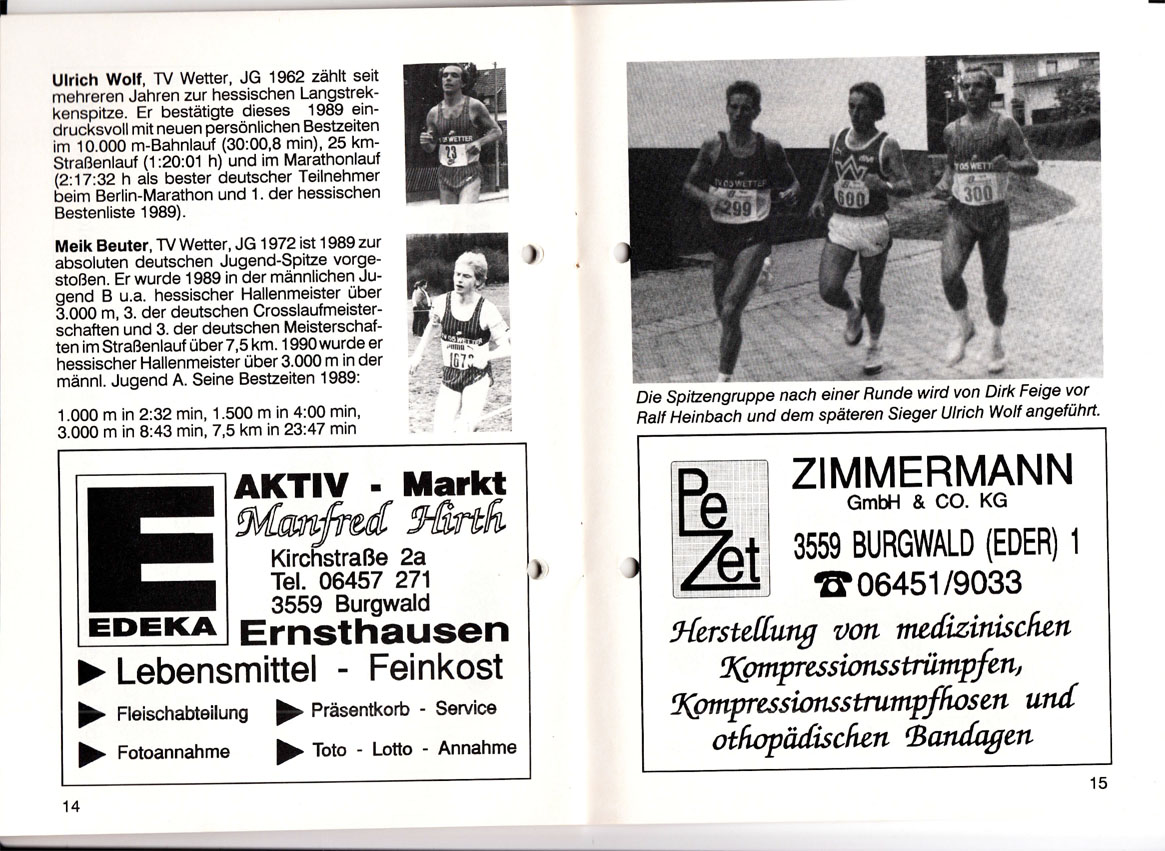 Ulrich Wolf, TV Wetter, JG 1962 zählt seit
mehreren Jahren zur hessischen Langstrek-
kenspitze. Er bestätigte dieses 1989 ein-
drucksvoll mit neuen persönlichen Bestzeiten
im 10.000 m-Bahnlauf (30:00,8 min), 25 km-
Straßenlauf (1:20:01 h) und im Marathonlauf
(2:17:32 h als bester deutscher Teilnehmer
beim Berlin-Marathon und 1. der hessischen
Bestenliste 1989).
23
Meik Beuter, TV Wetter, JG 1972 ist 1989 zur
absoluten deutschen Jugend-Spitze vorge-
stoßen. Er wurde 1989 in der männlichen Ju-
gend B u.a. hessischer Hallenmeister über
3.000 m, 3. der deutschen Crosslaufmeister-
schaften und 3. der deutschen Meisterschaf-
ten im Straßenlauf über 7,5 km. 1990 wurde er
hessischer Hallenmeister über 3.000 m in der
männl. Jugend A. Seine Bestzeiten 1989:
1.000 m in 2:32 min, 1.500 m in 4:00 min,
3.000 m in 8:43 min, 7,5 km in 23:47 min
E
EDEKA
AKTIV - Markt
Manfred Hirth
Kirchstraße 2a
Tel. 06457 271
3559 Burgwald
Ernsthausen
Lebensmittel - Feinkost
Fleischabteilung
Präsentkorb - Service
Fotoannahme
Toto - Lotto - Annahme
14
TV 05 WETTER
299
600
TV 05 WETTER
300
Die Spitzengruppe nach einer Runde wird von Dirk Feige vor
Ralf Heinbach und dem späteren Sieger Ulrich Wolf angeführt.
Pe
Zet
ZIMMERMANN
GmbH & CO. KG
3559 BURGWALD (EDER) 1
☎ 06451/9033
Herstellung von medizinischen
Kompressionsstrümpfen,
Kompressionsstrumpfhosen und
othopädischen Bandagen
15